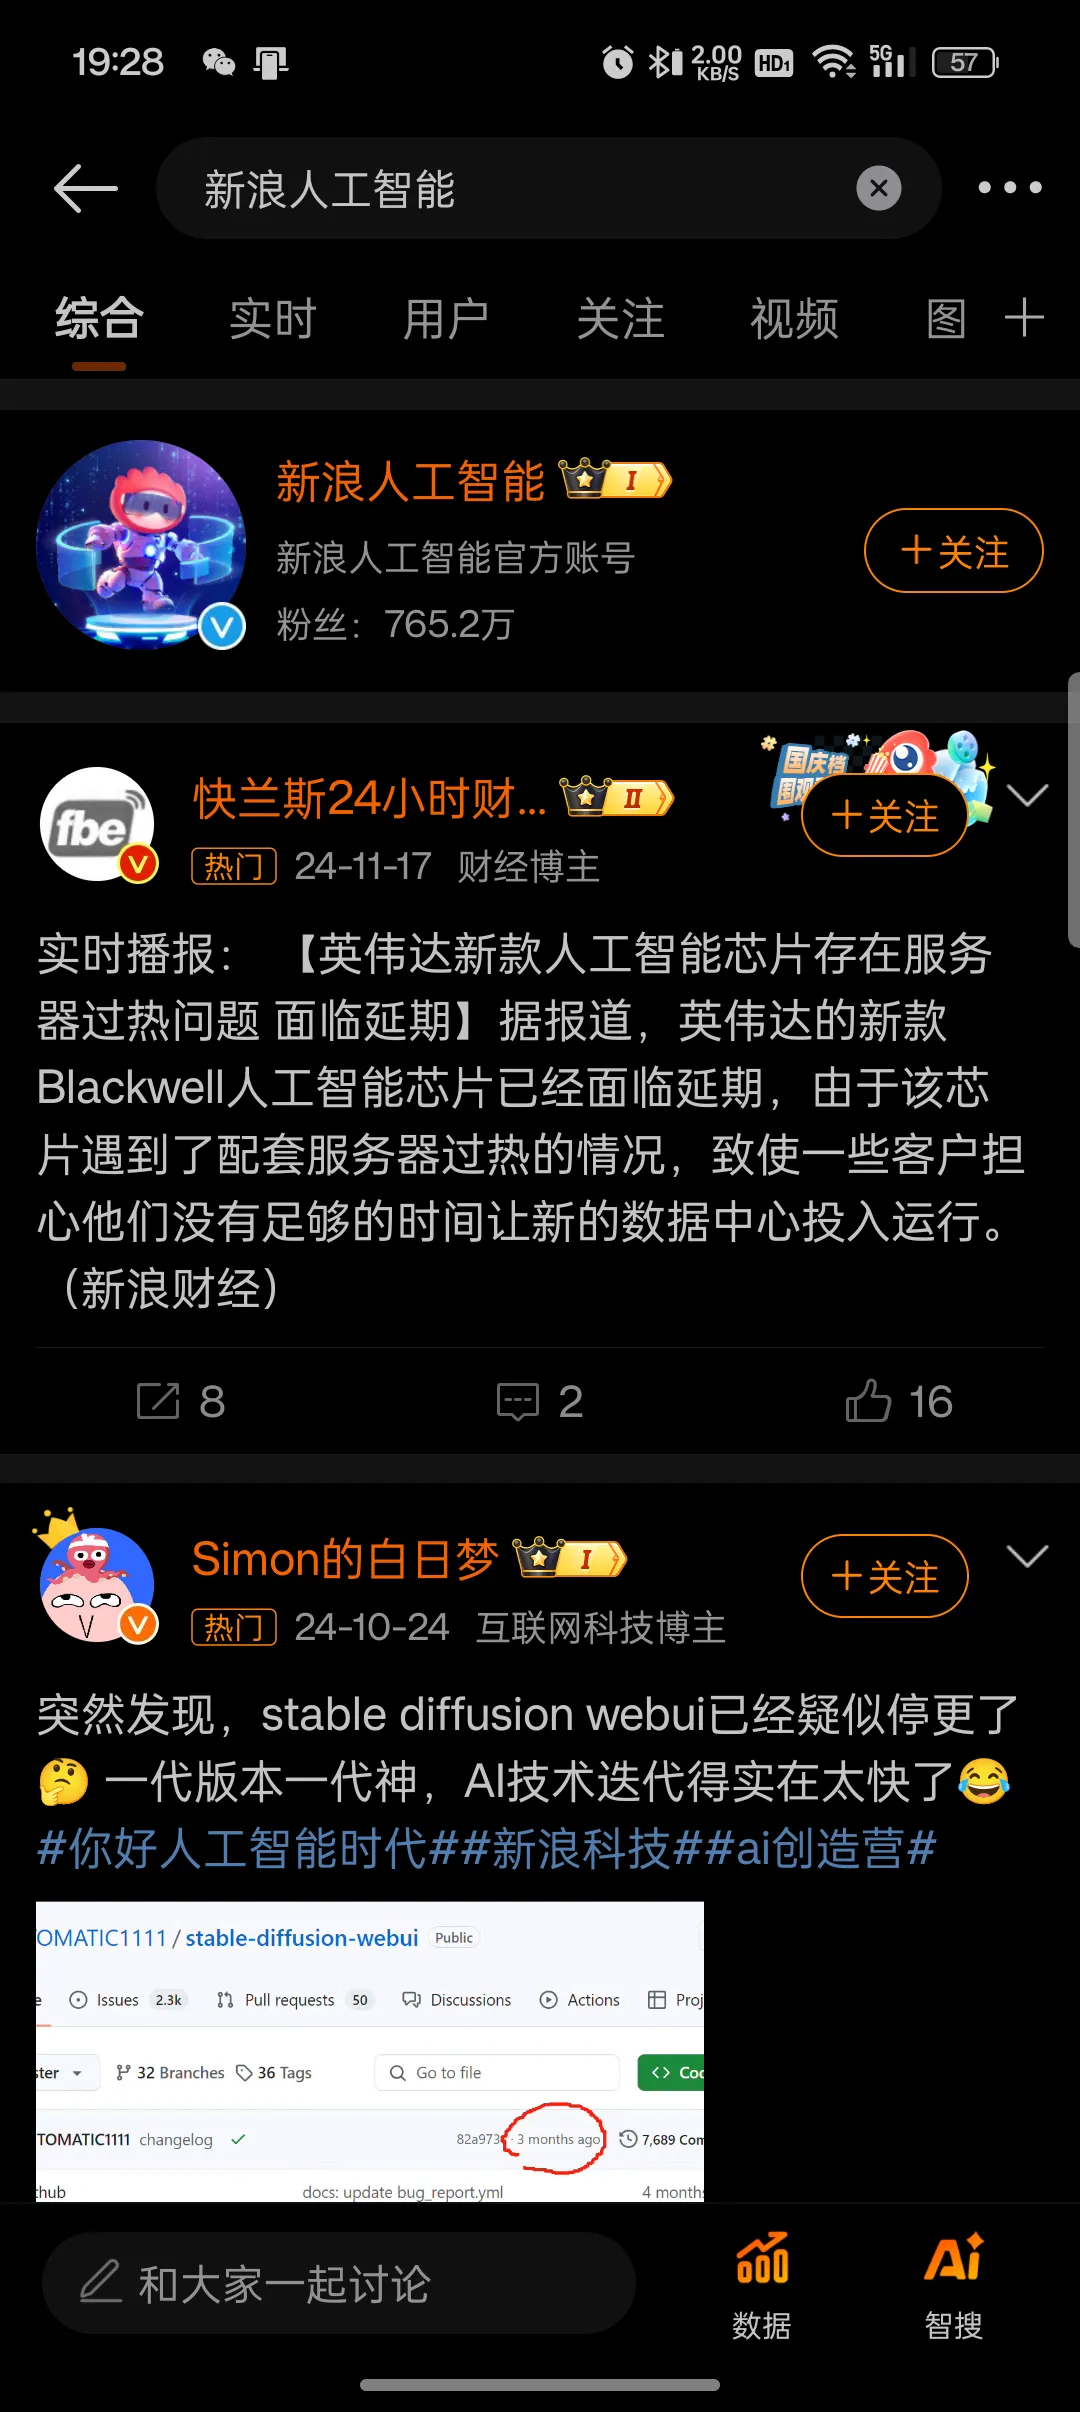 19:28
2.00 KB/S HD1 5G 57
新浪人工智能
综合 实时 用户 关注 视频 图
新浪人工智能 I
新浪人工智能官方账号
粉丝：765.2万
+关注
国庆档
快兰斯24小时财... II
热门 24-11-17 财经博主
+关注
fbe
实时播报： 【英伟达新款人工智能芯片存在服务
器过热问题 面临延期】据报道，英伟达的新款
Blackwell人工智能芯片已经面临延期，由于该芯
片遇到了配套服务器过热的情况，致使一些客户担
心他们没有足够的时间让新的数据中心投入运行。
（新浪财经）
8 2 16
Simon的白日梦 I
热门 24-10-24 互联网科技博主
+关注
突然发现，stable diffusion webui已经疑似停更了
🤔 一代版本一代神，AI技术迭代得实在太快了😂
#你好人工智能时代##新浪科技##ai创造营#
OMATIC1111 / stable-diffusion-webui Public
e Issues 2.3k Pull requests 50 Discussions Actions Proj
ster 32 Branches 36 Tags Go to file <> Coc
TOMATIC1111 changelog 82a973 · 3 months ago 7,689 Com
hub docs: update bug_report.yml 4 months
和大家一起讨论
数据
Ai
智搜